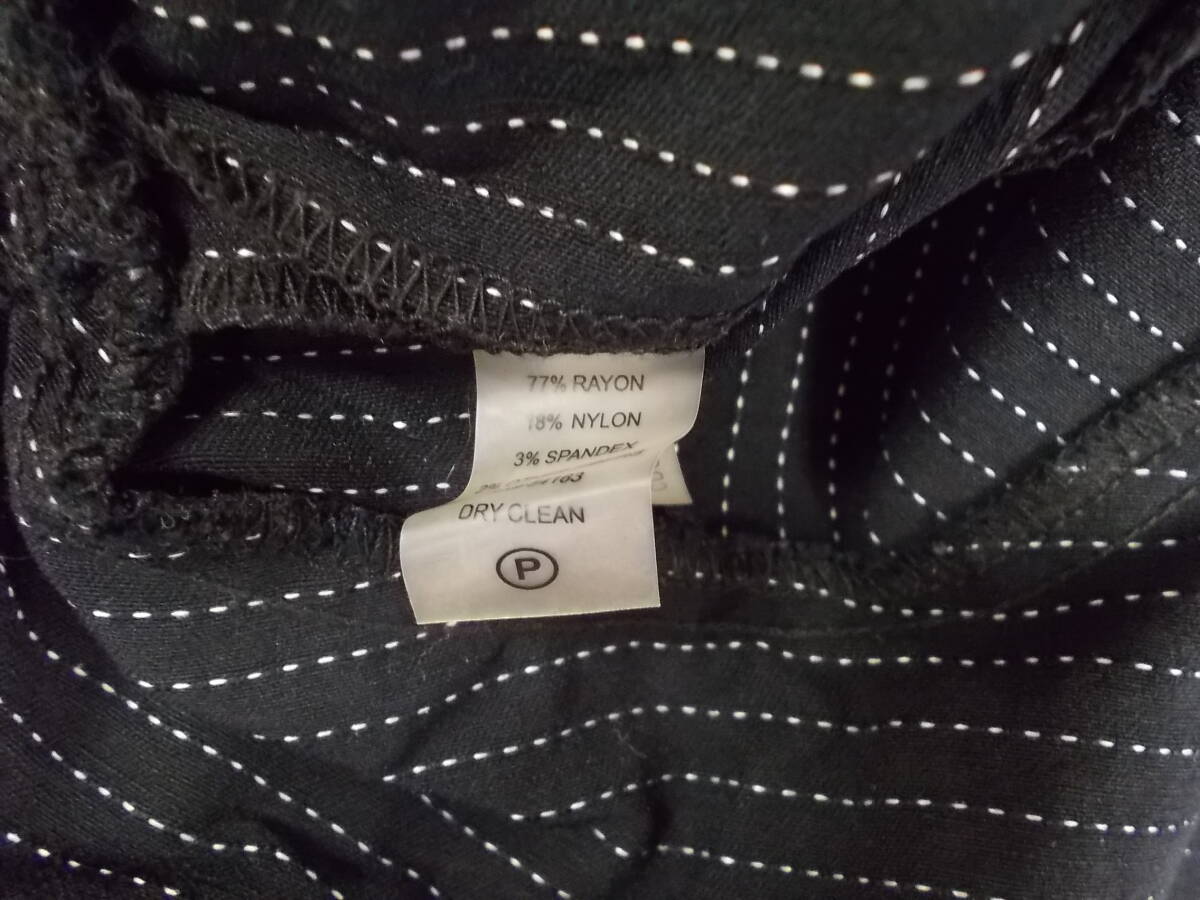 77% RAYON
18% NYLON
3% SPANDEX
DRY CLEAN
P